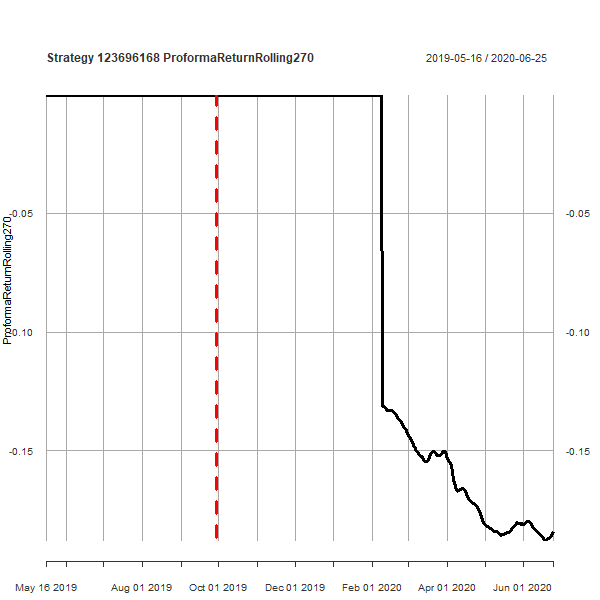 Strategy 123696168 ProformaReturnRolling270
2019-05-16 / 2020-06-25
ProformaReturnRolling270
-0.05
-0.05
-0.10
-0.10
-0.15
-0.15
May 16 2019
Aug 01 2019
Oct 01 2019
Dec 01 2019
Feb 01 2020
Apr 01 2020
Jun 01 2020